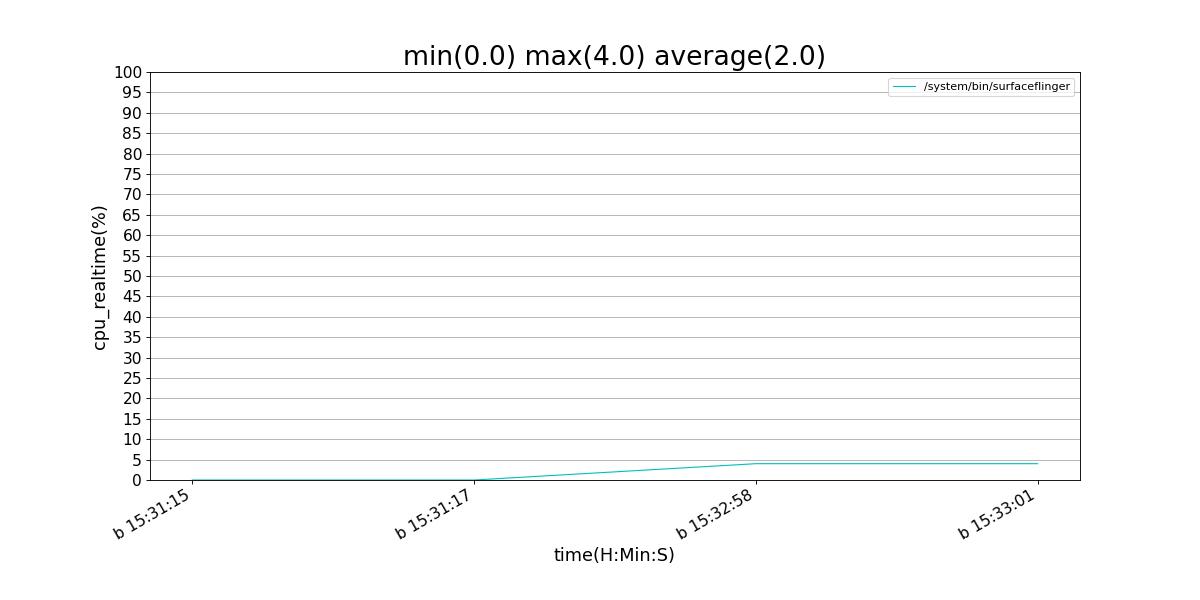 min(0.0) max(4.0) average(2.0)
/system/bin/surfaceflinger
cpu_realtime(%)
100
95
90
85
80
75
70
65
60
55
50
45
40
35
30
25
20
15
10
5
0
b 15:31:15
b 15:31:17
b 15:32:58
b 15:33:01
time(H:Min:S)